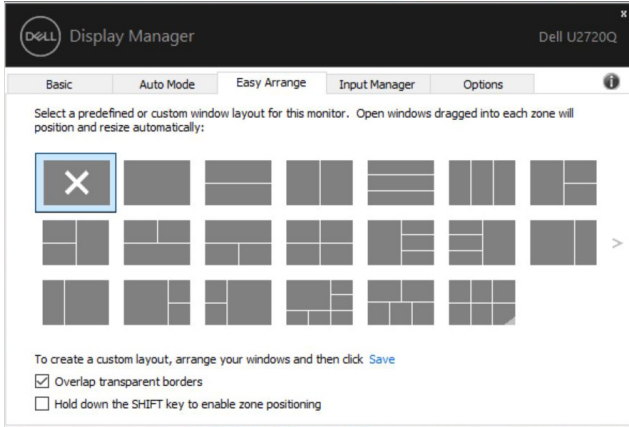 x
DELL Display Manager
Dell U2720Q
Basic Auto Mode Easy Arrange Input Manager Options i
Select a predefined or custom window layout for this monitor. Open windows dragged into each zone will
position and resize automatically:
>
To create a custom layout, arrange your windows and then click Save
Overlap transparent borders
Hold down the SHIFT key to enable zone positioning